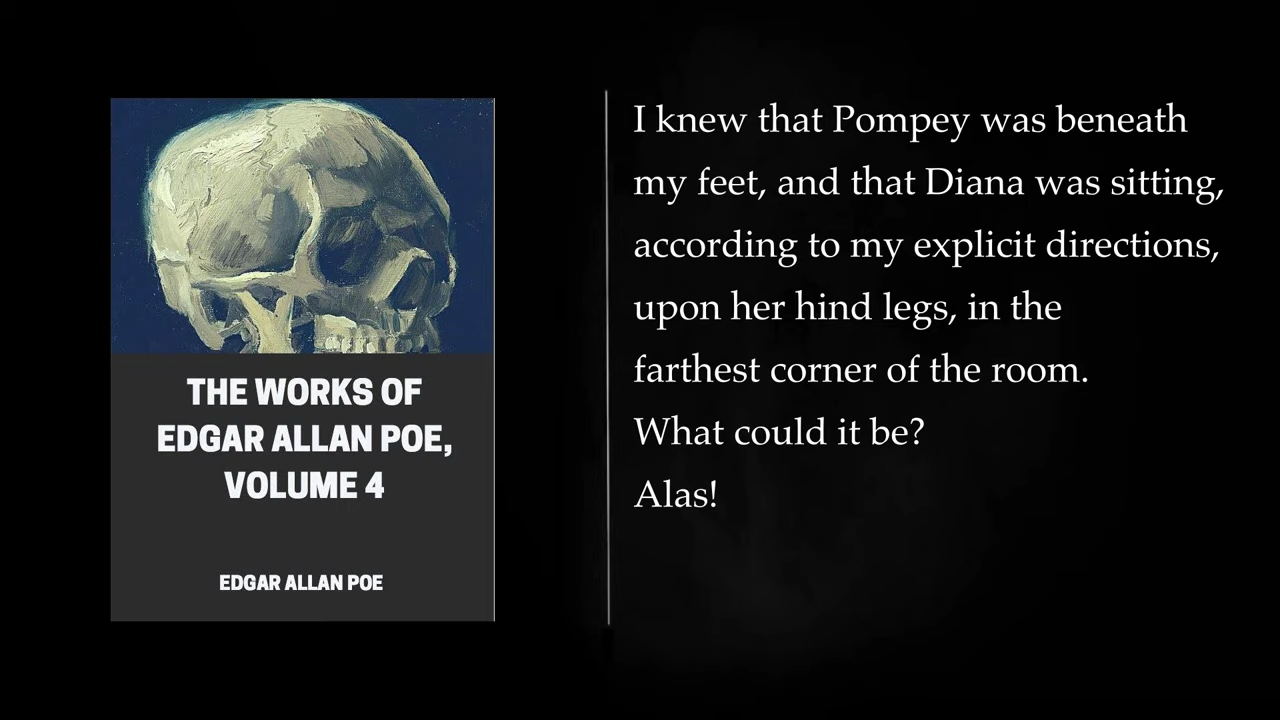 THE WORKS OF
EDGAR ALLAN POE,
VOLUME 4
EDGAR ALLAN POE
I knew that Pompey was beneath
my feet, and that Diana was sitting,
according to my explicit directions,
upon her hind legs, in the
farthest corner of the room.
What could it be?
Alas!